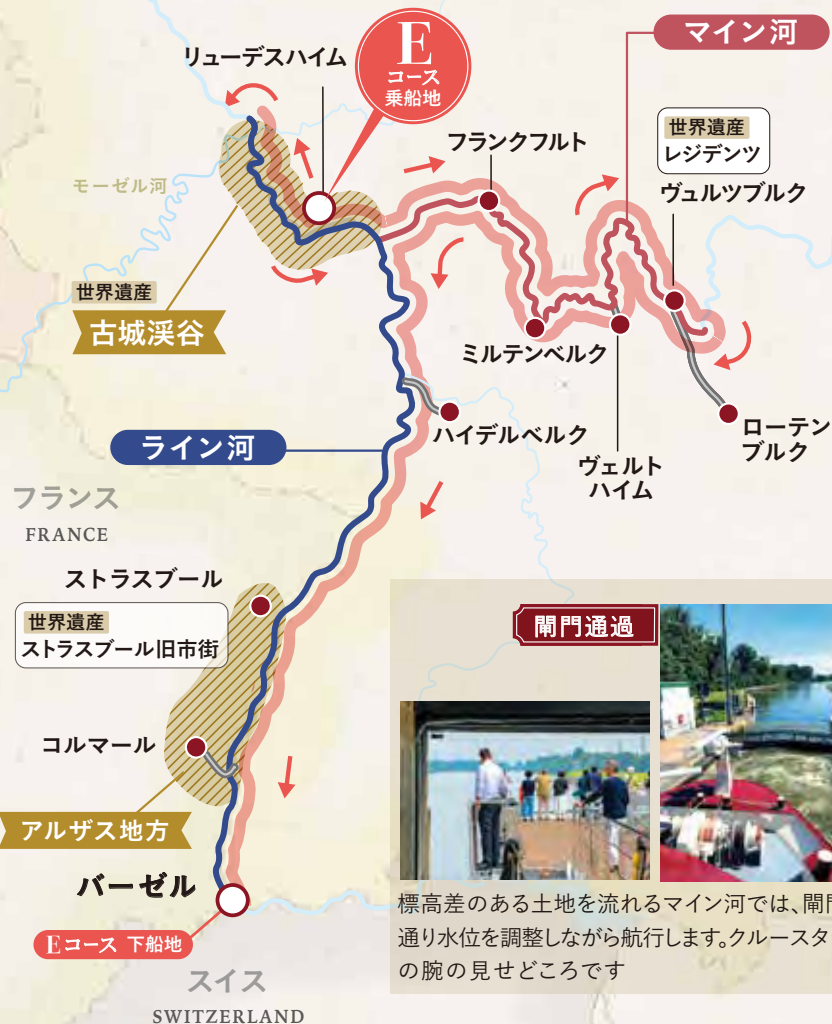 E
コース
乗船地
リューデスハイム
マイン河
フランクフルト
世界遺産
レジデンツ
ヴュルツブルク
モーゼル河
世界遺産
古城渓谷
ミルテンベルク
ハイデルベルク
ヴェルト
ハイム
ローテン
ブルク
ライン河
フランス
FRANCE
ストラスブール
世界遺産
ストラスブール旧市街
コルマール
アルザス地方
バーゼル
Eコース 下船地
スイス
SWITZERLAND
閘門通過
標高差のある土地を流れるマイン河では、閘門
通り水位を調整しながら航行します。クルースタ
の腕の見せどころです